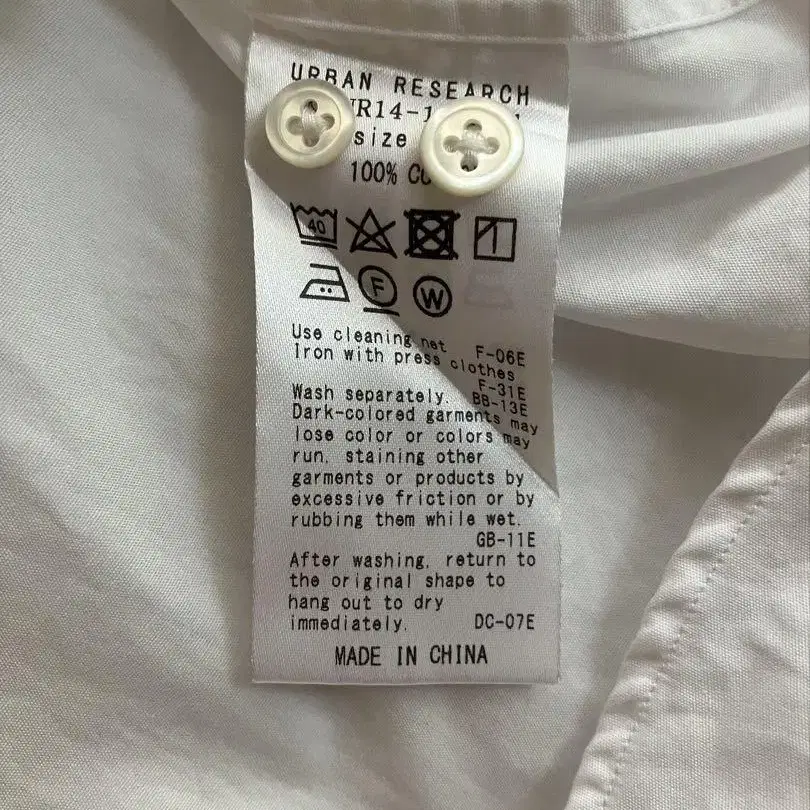 URBAN RESEARCH
size
100%
40
F
W
Use cleaning net F-06E
Iron with press clothes
F-31E
Wash separately. BB-13E
Dark-colored garments may
lose color or colors may
run, staining other
garments or products by
excessive friction or by
rubbing them while wet.
GB-11E
After washing, return to
the original shape to
hang out to dry
immediately. DC-07E
MADE IN CHINA